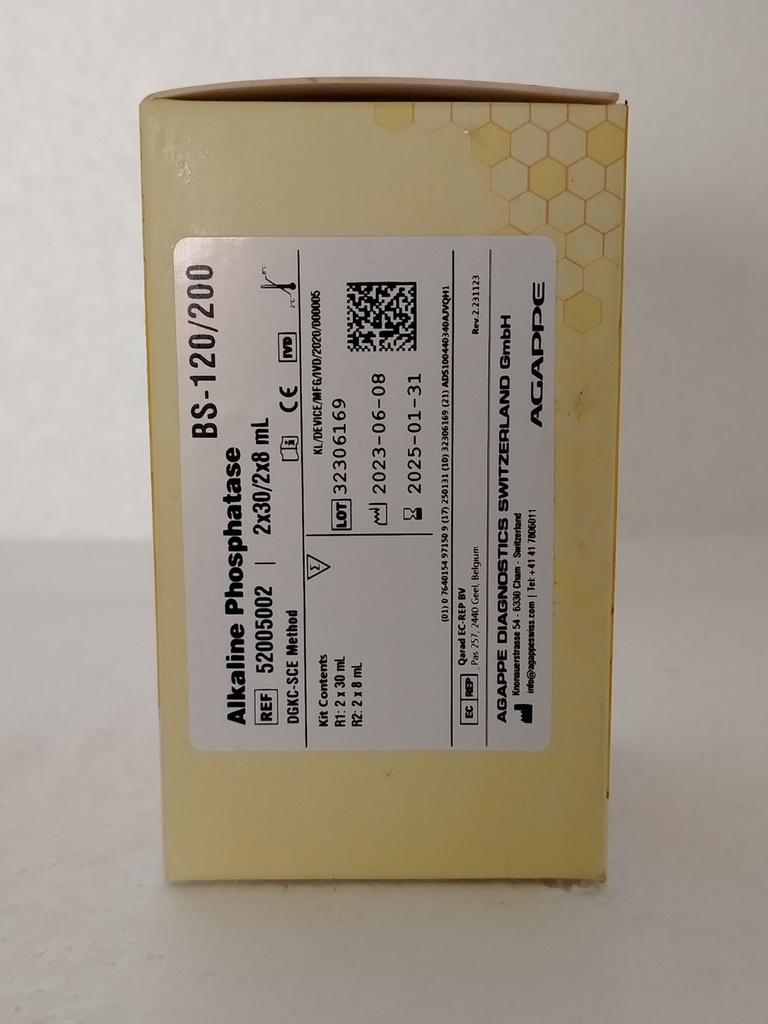 BS-120/200
Alkaline Phosphatase
REF 52005002 | 2x30/2x8 mL
DGKC-SCE Method
CE IVD
2°C 8°C
KL/DEVICE/MFG/IVD/2020/000005
Σ
Kit Contents
R1: 2 x 30 mL
R2: 2 x 8 mL
LOT 32306169
2023-06-08
2025-01-31
(01) 0 7640154 97150 9 (17) 250131 (10) 32306169 (21) ADS100440340AJVQH1
EC REP
Qarad EC-REP BV
Pas 257, 2440 Geel, Belgium
Rev.2.231123
AGAPPE DIAGNOSTICS SWITZERLAND GmbH
Knonauerstrasse 54 - 6330 Cham - Switzerland
info@agappeswiss.com | Tel: +41 41 7806011
AGAPPE